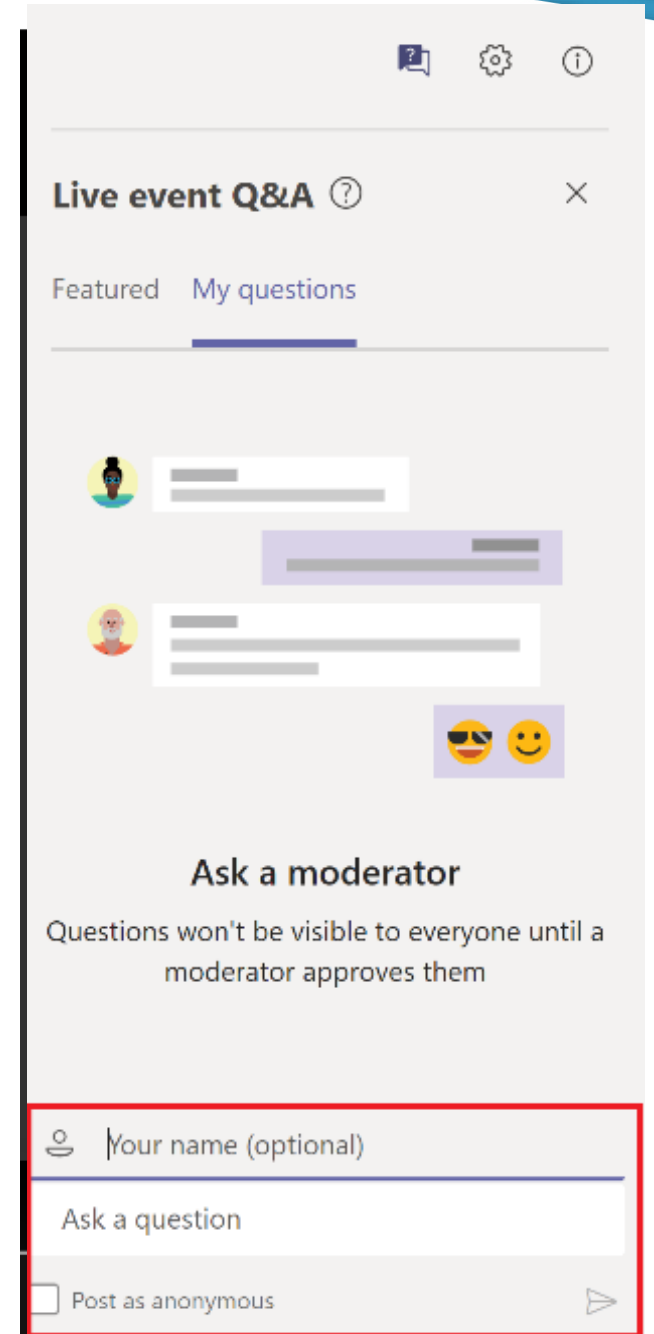 Live event Q&A
Featured My questions
Ask a moderator
Questions won't be visible to everyone until a
moderator approves them
Your name (optional)
Ask a question
Post as anonymous